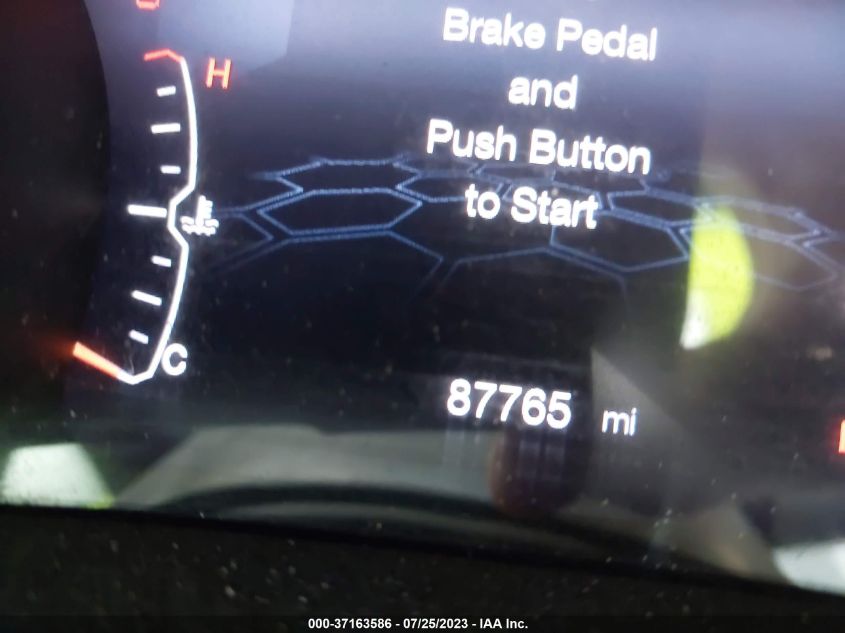 Brake Pedal
and
Push Button
to Start
H
C
87765 mi
000-37163586 - 07/25/2023 - IAA Inc.